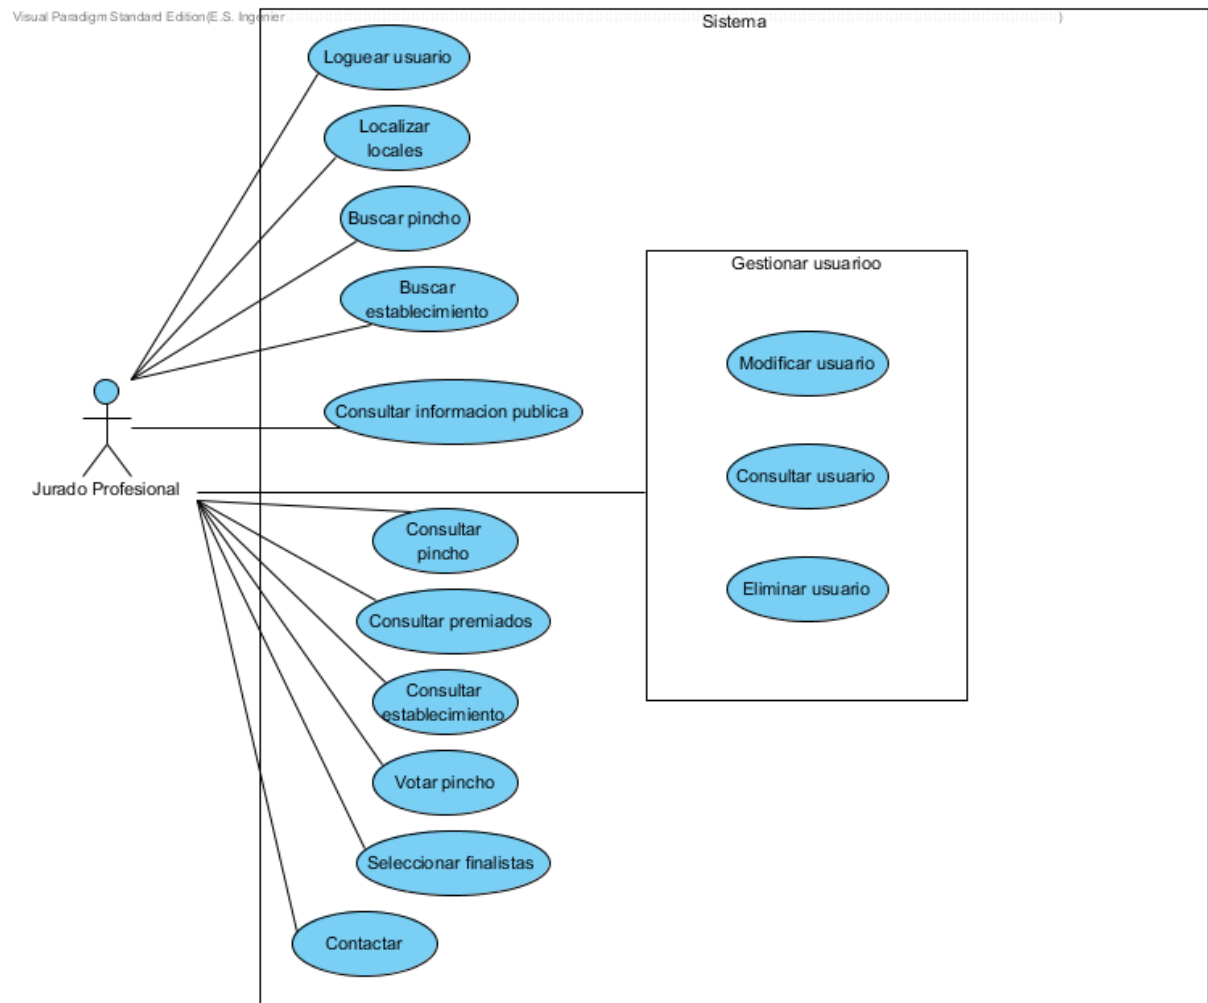 Visual Paradigm Standard Edition(E.S. Ingenier
)
Sistema
Loguear usuario
Localizar
locales
Buscar pincho
Buscar
establecimiento
Gestionar usuarioo
Modificar usuario
Consultar informacion publica
Consultar usuario
Jurado Profesional
Consultar
pincho
Eliminar usuario
Consultar premiados
Consultar
establecimiento
Votar pincho
Seleccionar finalistas
Contactar